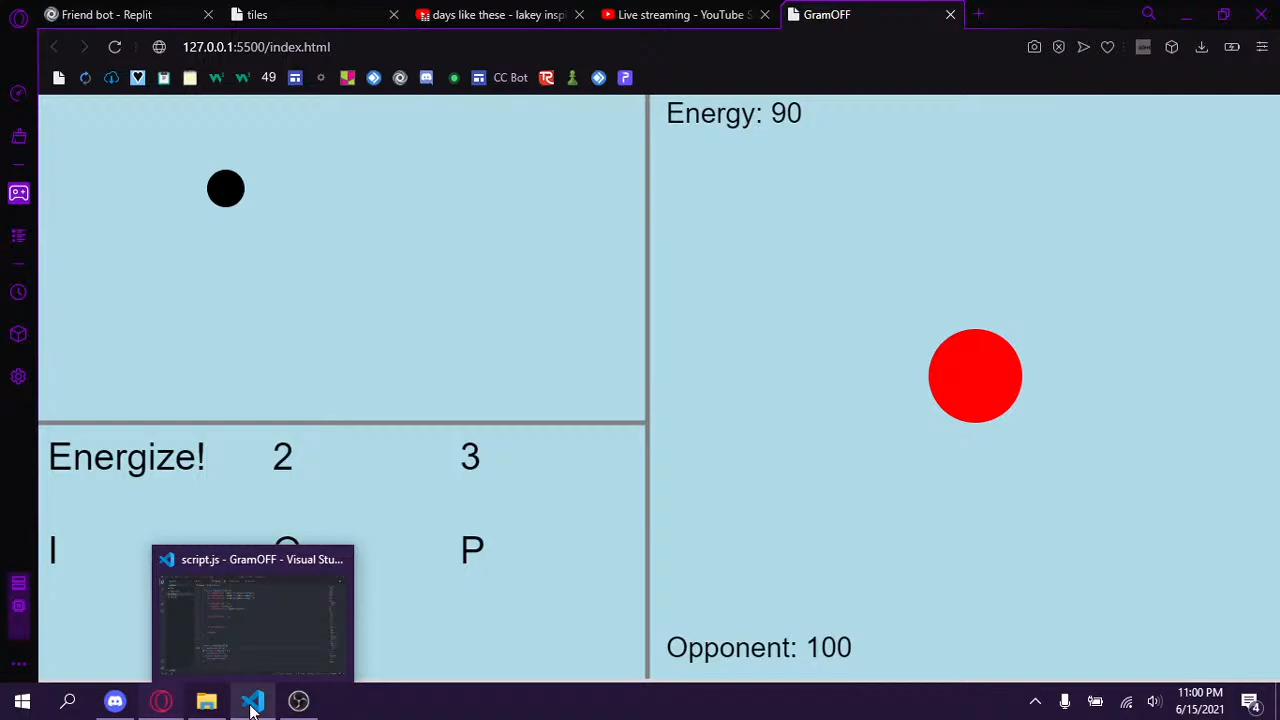 Friend bot - Replit
tiles
days like these - lakey inspi
Live streaming - YouTube S
GramOFF
127.0.0.1:5500/index.html
49
CC Bot
Energy: 90
Energize!
2
3
I
P
Opponent: 100
script.js - GramOFF - Visual Stu...
11:00 PM
6/15/2021
4